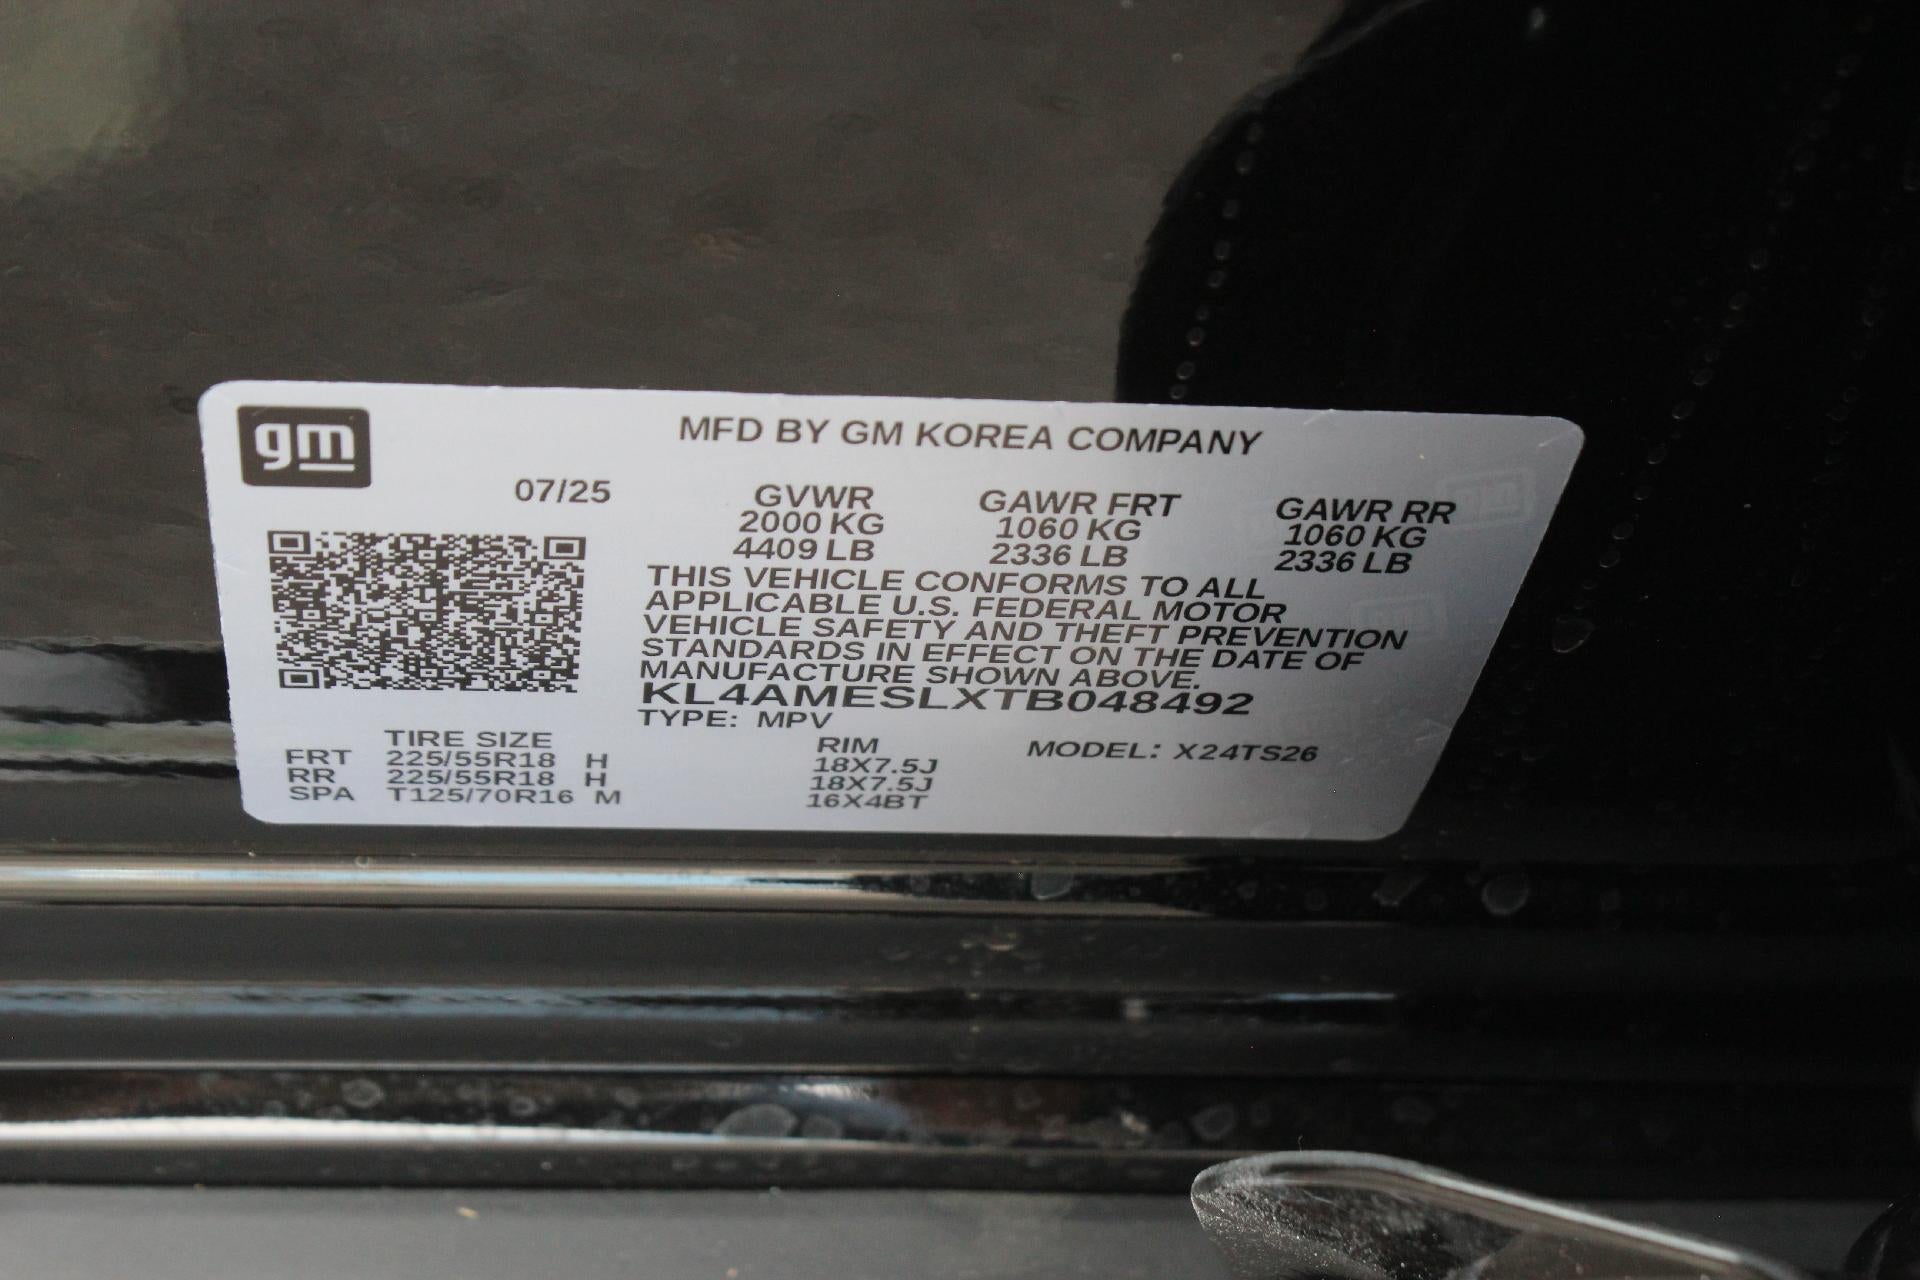 gm
MFD BY GM KOREA COMPANY
07/25
GVWR GAWR FRT GAWR RR
2000 KG 1060 KG 1060 KG
4409 LB 2336 LB 2336 LB
THIS VEHICLE CONFORMS TO ALL
APPLICABLE U.S. FEDERAL MOTOR
VEHICLE SAFETY AND THEFT PREVENTION
STANDARDS IN EFFECT ON THE DATE OF
MANUFACTURE SHOWN ABOVE.
KL4AMESLXTB048492
TYPE: MPV
TIRE SIZE RIM MODEL: X24TS26
FRT 225/55R18 H 18X7.5J
RR 225/55R18 H 18X7.5J
SPA T125/70R16 M 16X4BT